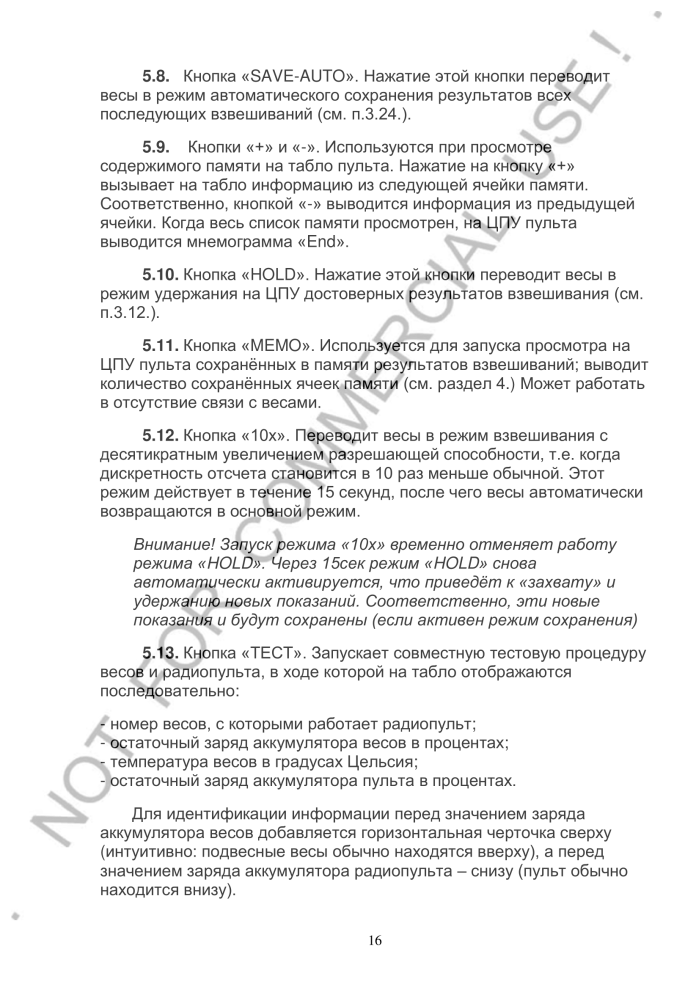 5.8. Кнопка «SAVE-AUTO». Нажатие этой кнопки переводит
весы в режим автоматического сохранения результатов всех
последующих взвешиваний (см. п.3.24.).
5.9. Кнопки «+» и «-». Используются при просмотре
содержимого памяти на табло пульта. Нажатие на кнопку «+»
вызывает на табло информацию из следующей ячейки памяти.
Соответственно, кнопкой «-» выводится информация из предыдущей
ячейки. Когда весь список памяти просмотрен, на ЦПУ пульта
выводится мнемограмма «End».
5.10. Кнопка «HOLD». Нажатие этой кнопки переводит весы в
режим удержания на ЦПУ достоверных результатов взвешивания (см.
п.3.12.).
5.11. Кнопка «MEMO». Используется для запуска просмотра на
ЦПУ пульта сохранённых в памяти результатов взвешиваний; выводит
количество сохранённых ячеек памяти (см. раздел 4.) Может работать
в отсутствие связи с весами.
5.12. Кнопка «10х». Переводит весы в режим взвешивания с
десятикратным увеличением разрешающей способности, т.е. когда
дискретность отсчета становится в 10 раз меньше обычной. Этот
режим действует в течение 15 секунд, после чего весы автоматически
возвращаются в основной режим.
Внимание! Запуск режима «10х» временно отменяет работу
режима «HOLD». Через 15сек режим «HOLD» снова
автоматически активируется, что приведёт к «захвату» и
удержанию новых показаний. Соответственно, эти новые
показания и будут сохранены (если активен режим сохранения)
5.13. Кнопка «ТЕСТ». Запускает совместную тестовую процедуру
весов и радиопульта, в ходе которой на табло отображаются
последовательно:
- номер весов, с которыми работает радиопульт;
- остаточный заряд аккумулятора весов в процентах;
- температура весов в градусах Цельсия;
- остаточный заряд аккумулятора пульта в процентах.
Для идентификации информации перед значением заряда
аккумулятора весов добавляется горизонтальная черточка сверху
(интуитивно: подвесные весы обычно находятся вверху), а перед
значением заряда аккумулятора радиопульта – снизу (пульт обычно
находится внизу).
16
NOT FOR COMMERCIAL USE !